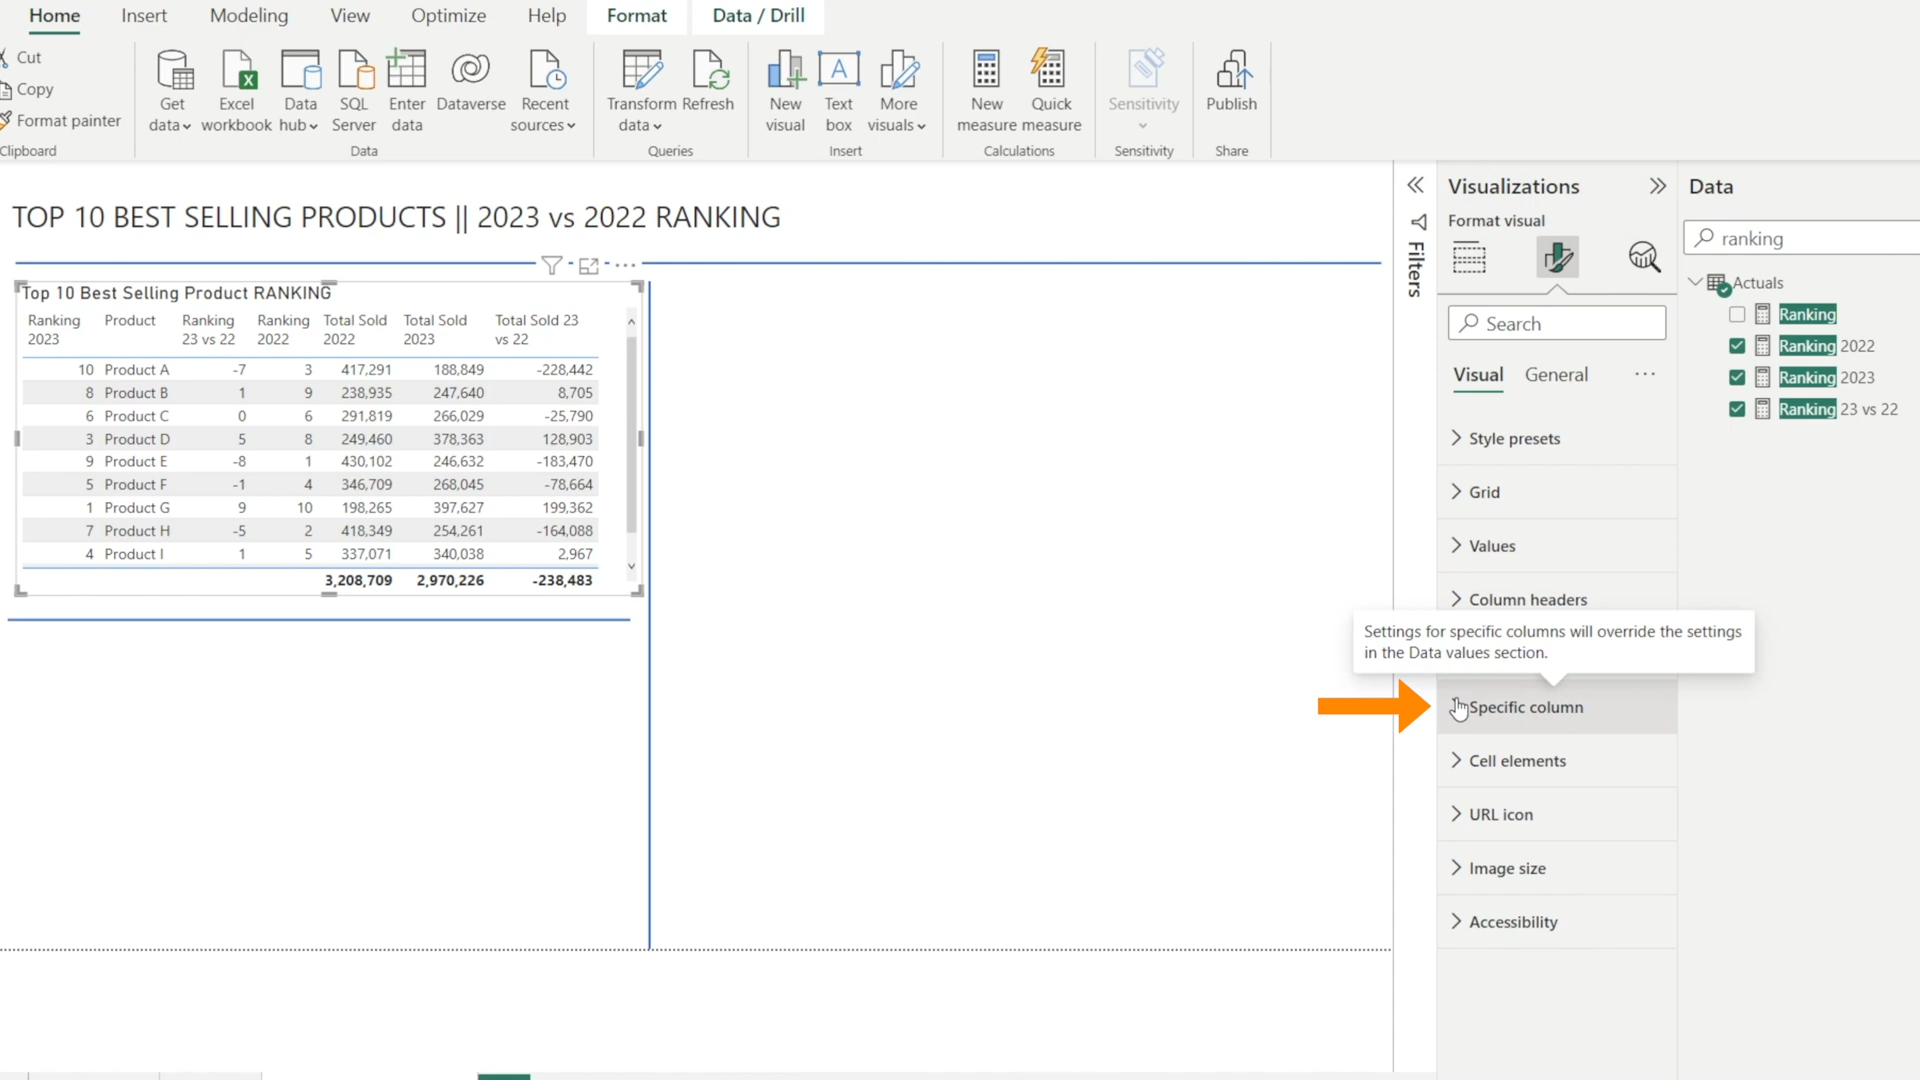 Home Insert Modeling View Optimize Help Format Data / Drill
Cut
Copy
Format painter
Clipboard
Get data
Excel workbook
Data hub
SQL Server
Enter data
Dataverse
Recent sources
Data
Transform data
Refresh
Queries
New visual
Text box
More visuals
Insert
New measure
Quick measure
Calculations
Sensitivity
Sensitivity
Publish
Share
TOP 10 BEST SELLING PRODUCTS || 2023 vs 2022 RANKING
Top 10 Best Selling Product RANKING
Ranking 2023 Product Ranking 23 vs 22 Ranking 2022 Total Sold 2022 Total Sold 2023 Total Sold 23 vs 22
10 Product A -7 3 417,291 188,849 -228,442
8 Product B 1 9 238,935 247,640 8,705
6 Product C 0 6 291,819 266,029 -25,790
3 Product D 5 8 249,460 378,363 128,903
9 Product E -8 1 430,102 246,632 -183,470
5 Product F -1 4 346,709 268,045 -78,664
1 Product G 9 10 198,265 397,627 199,362
7 Product H -5 2 418,349 254,261 -164,088
4 Product I 1 5 337,071 340,038 2,967
3,208,709 2,970,226 -238,483
Filters
Visualizations
Format visual
Search
Visual General
Style presets
Grid
Values
Column headers
Settings for specific columns will override the settings
in the Data values section.
Specific column
Cell elements
URL icon
Image size
Accessibility
Data
ranking
Actuals
Ranking
Ranking 2022
Ranking 2023
Ranking 23 vs 22